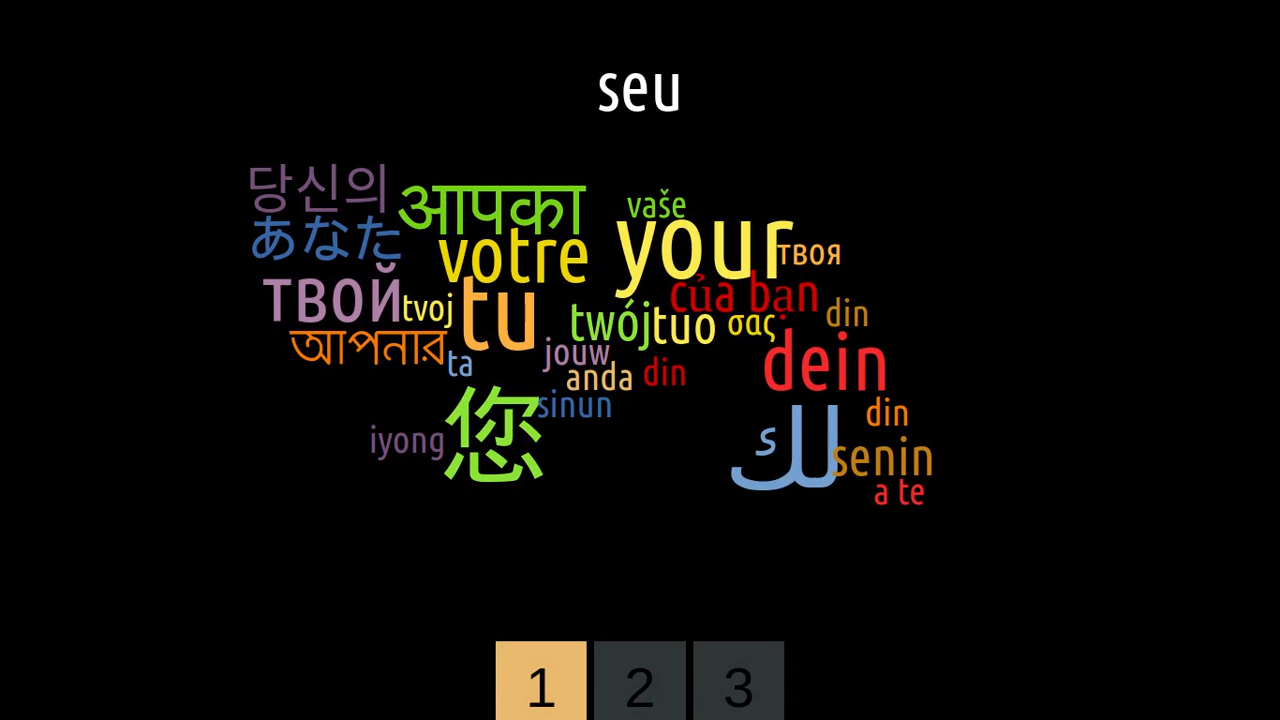 seu
당신의
आपका
vaše
あなた
votre
your
твоя
твой
tvoj
tu
twój
tuo
của bạn
σας
din
আপনার
ta
jouw
anda
din
dein
您
sinun
iyong
لك
din
senin
a te
1 2 3